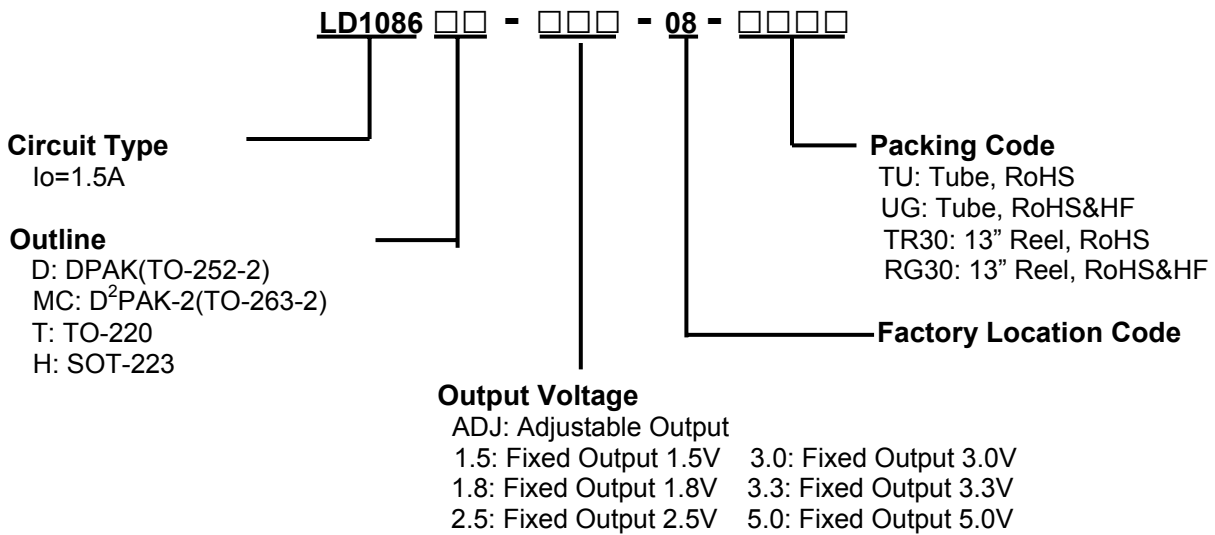 LD1086 □□ - □□□ - 08 - □□□□
Circuit Type
Io=1.5A
Outline
D: DPAK(TO-252-2)
MC: D²PAK-2(TO-263-2)
T: TO-220
H: SOT-223
Packing Code
TU: Tube, RoHS
UG: Tube, RoHS&HF
TR30: 13” Reel, RoHS
RG30: 13” Reel, RoHS&HF
Factory Location Code
Output Voltage
ADJ: Adjustable Output
1.5: Fixed Output 1.5V 3.0: Fixed Output 3.0V
1.8: Fixed Output 1.8V 3.3: Fixed Output 3.3V
2.5: Fixed Output 2.5V 5.0: Fixed Output 5.0V